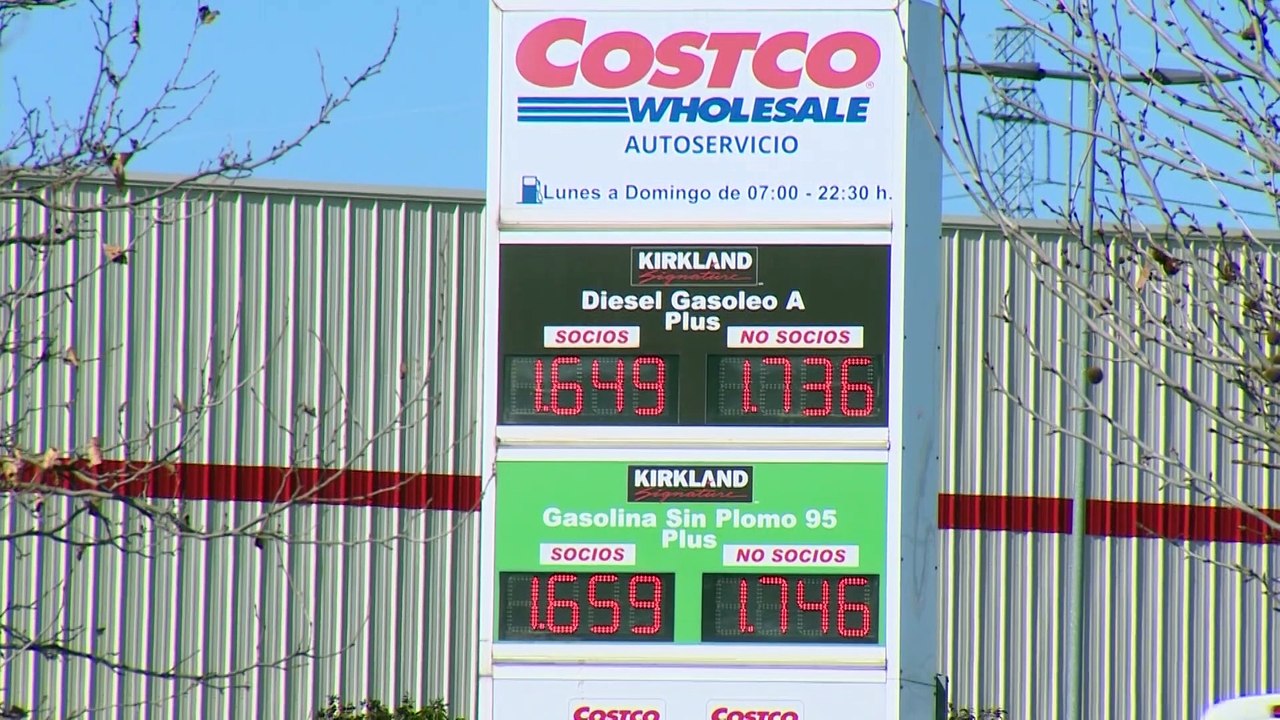 COSTCO
WHOLESALE
AUTOSERVICIO
Lunes a Domingo de 07:00 - 22:30 h.
KIRKLAND
Signature
Diesel Gasoleo A
Plus
SOCIOS NO SOCIOS
1.649 1.736
KIRKLAND
Signature
Gasolina Sin Plomo 95
Plus
SOCIOS NO SOCIOS
1.659 1.746
COSTCO COSTCO